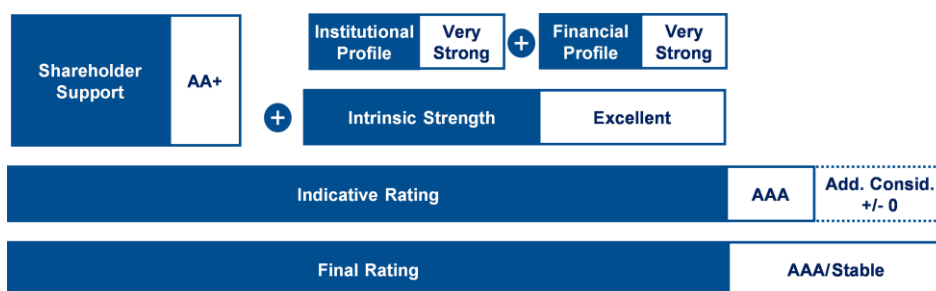 Institutional
Profile
Very
Strong
+
Financial
Profile
Very
Strong
Shareholder
Support
AA+
+
Intrinsic Strength
Excellent
Indicative Rating
AAA
Add. Consid.
+/- 0
Final Rating
AAA/Stable